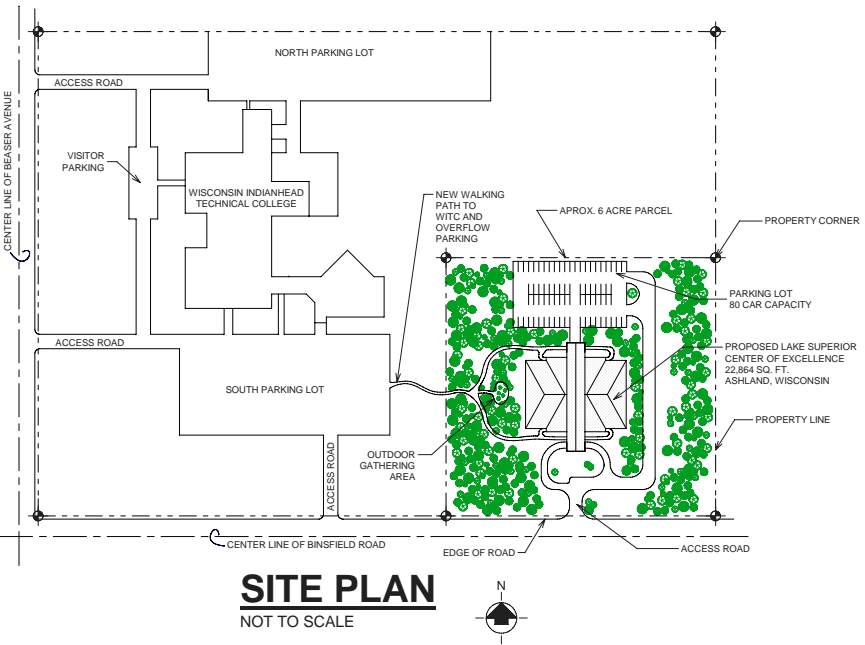 NORTH PARKING LOT
ACCESS ROAD
CENTER LINE OF BEASER AVENUE
VISITOR
PARKING
WISCONSIN INDIANHEAD
TECHNICAL COLLEGE
NEW WALKING
PATH TO
WITC AND
OVERFLOW
PARKING
APROX. 6 ACRE PARCEL
PROPERTY CORNER
PARKING LOT
80 CAR CAPACITY
ACCESS ROAD
PROPOSED LAKE SUPERIOR
CENTER OF EXCELLENCE
22,864 SQ. FT.
ASHLAND, WISCONSIN
SOUTH PARKING LOT
PROPERTY LINE
OUTDOOR
GATHERING
AREA
ACCESS ROAD
CENTER LINE OF BINSFIELD ROAD
EDGE OF ROAD
ACCESS ROAD
SITE PLAN
NOT TO SCALE
N